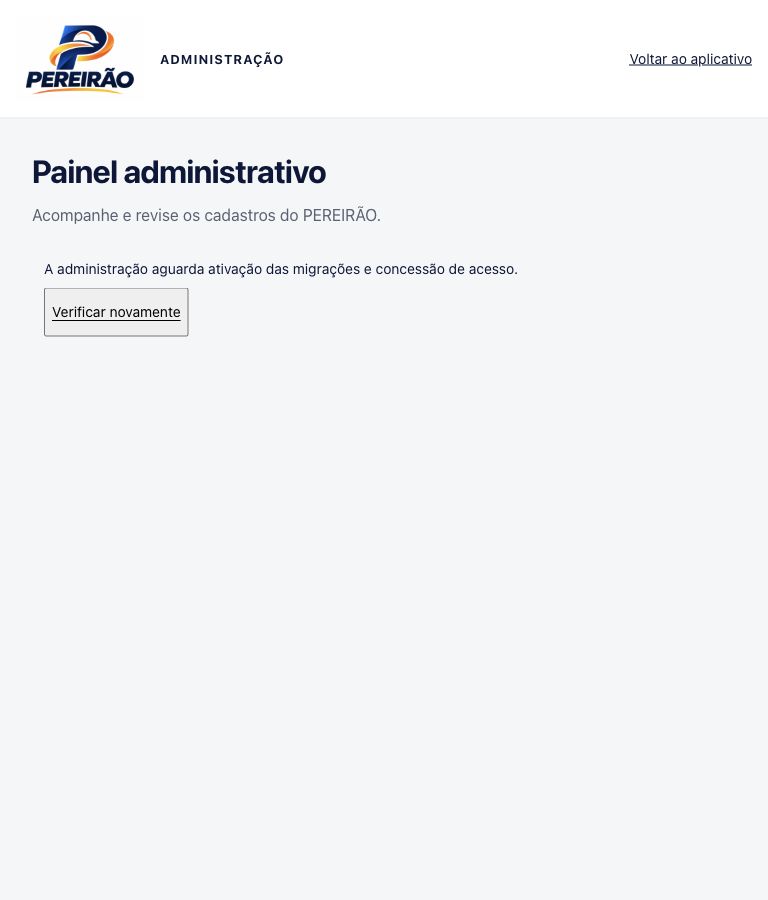 PEREIRÃO
ADMINISTRAÇÃO
Voltar ao aplicativo
Painel administrativo
Acompanhe e revise os cadastros do PEREIRÃO.
A administração aguarda ativação das migrações e concessão de acesso.
Verificar novamente